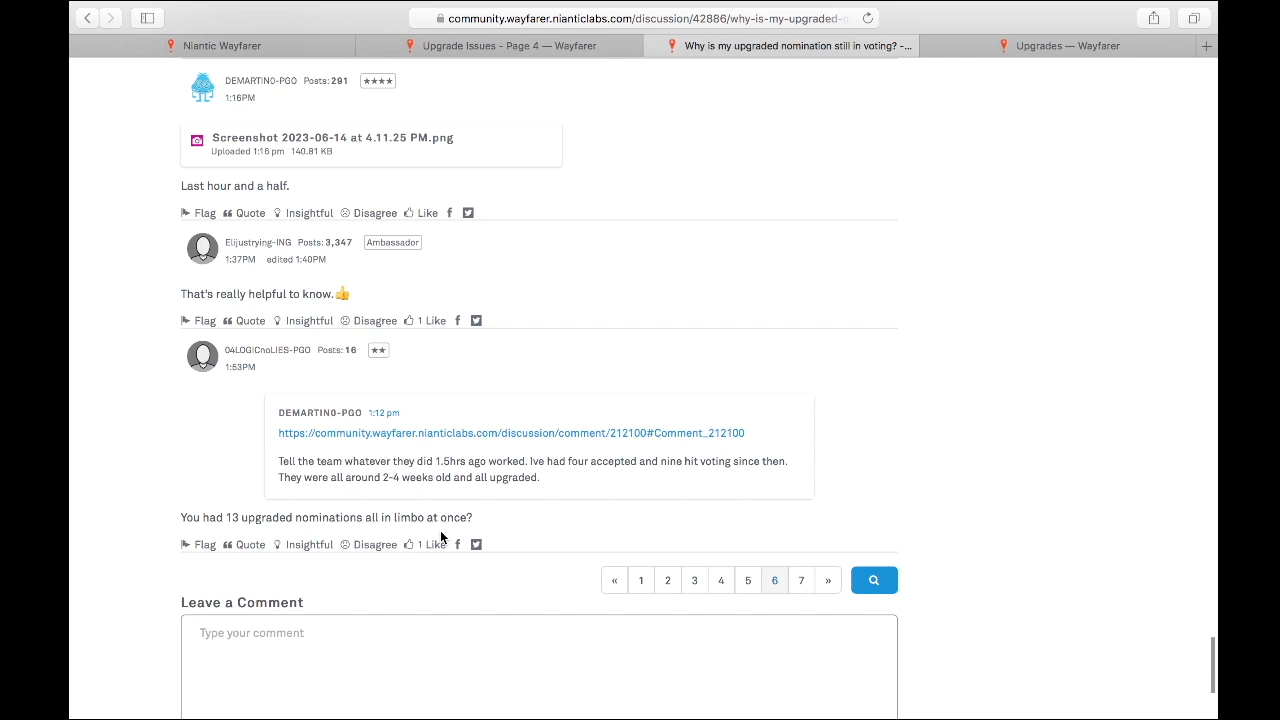 community.wayfarer.nianticlabs.com/discussion/42886/why-is-my-upgraded-n
Niantic Wayfarer
Upgrade Issues - Page 4 — Wayfarer
Why is my upgraded nomination still in voting? -...
Upgrades — Wayfarer
DEMARTIN0-PGO Posts: 291 ★★★★
1:16PM
Screenshot 2023-06-14 at 4.11.25 PM.png
Uploaded 1:16 pm 140.81 KB
Last hour and a half.
Flag Quote Insightful Disagree Like
Elijustrying-ING Posts: 3,347 Ambassador
1:37PM edited 1:40PM
That's really helpful to know.👍
Flag Quote Insightful Disagree 1 Like
04LOGICnoLIES-PGO Posts: 16 ★★
1:53PM
DEMARTIN0-PGO 1:12 pm
https://community.wayfarer.nianticlabs.com/discussion/comment/212100#Comment_212100
Tell the team whatever they did 1.5hrs ago worked. Ive had four accepted and nine hit voting since then.
They were all around 2-4 weeks old and all upgraded.
You had 13 upgraded nominations all in limbo at once?
Flag Quote Insightful Disagree 1 Like
« 1 2 3 4 5 6 7 »
Leave a Comment
Type your comment